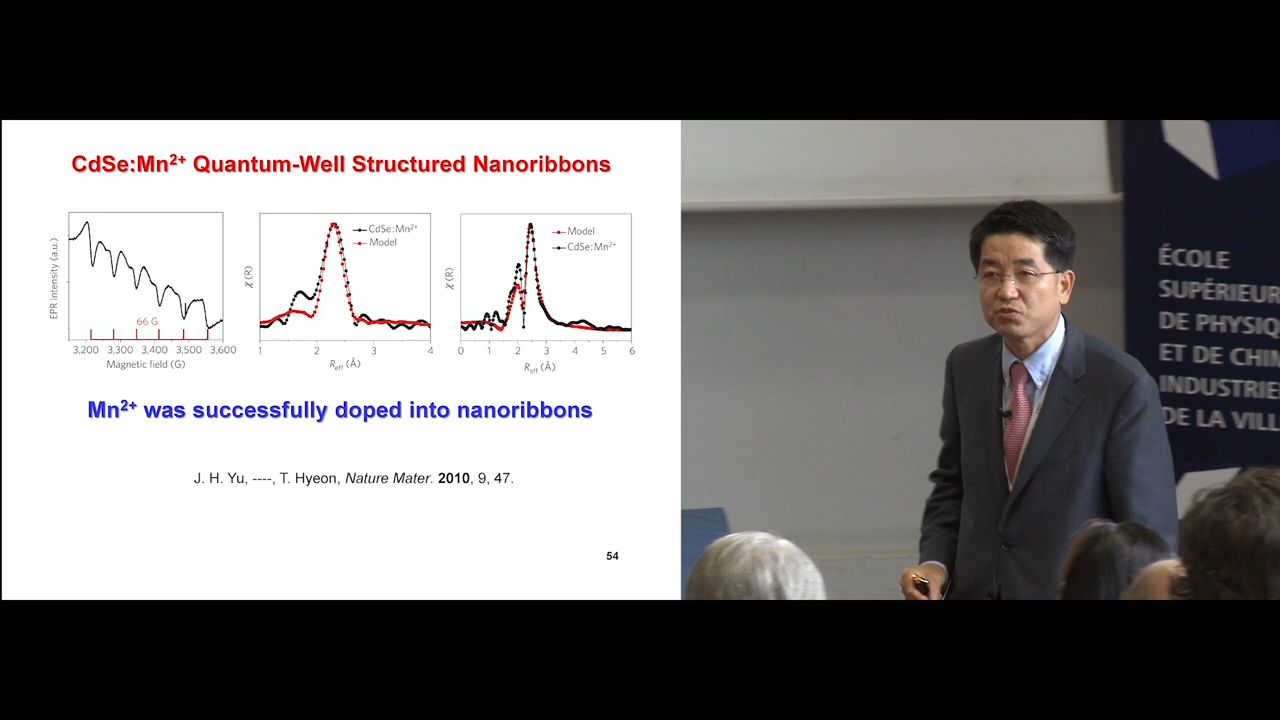 CdSe:Mn2+ Quantum-Well Structured Nanoribbons
EPR intensity (a.u.)
66 G
3,200 3,300 3,400 3,500 3,600
Magnetic field (G)
χ(R)
CdSe:Mn2+
Model
1 2 3 4
Reff (Å)
χ(R)
Model
CdSe:Mn2+
0 1 2 3 4 5 6
Reff (Å)
Mn2+ was successfully doped into nanoribbons
J. H. Yu, ----, T. Hyeon, Nature Mater. 2010, 9, 47.
54
ÉCOLE
SUPÉRIEUR
DE PHYSIQ
ET DE CHIM
INDUSTRIE
DE LA VILL